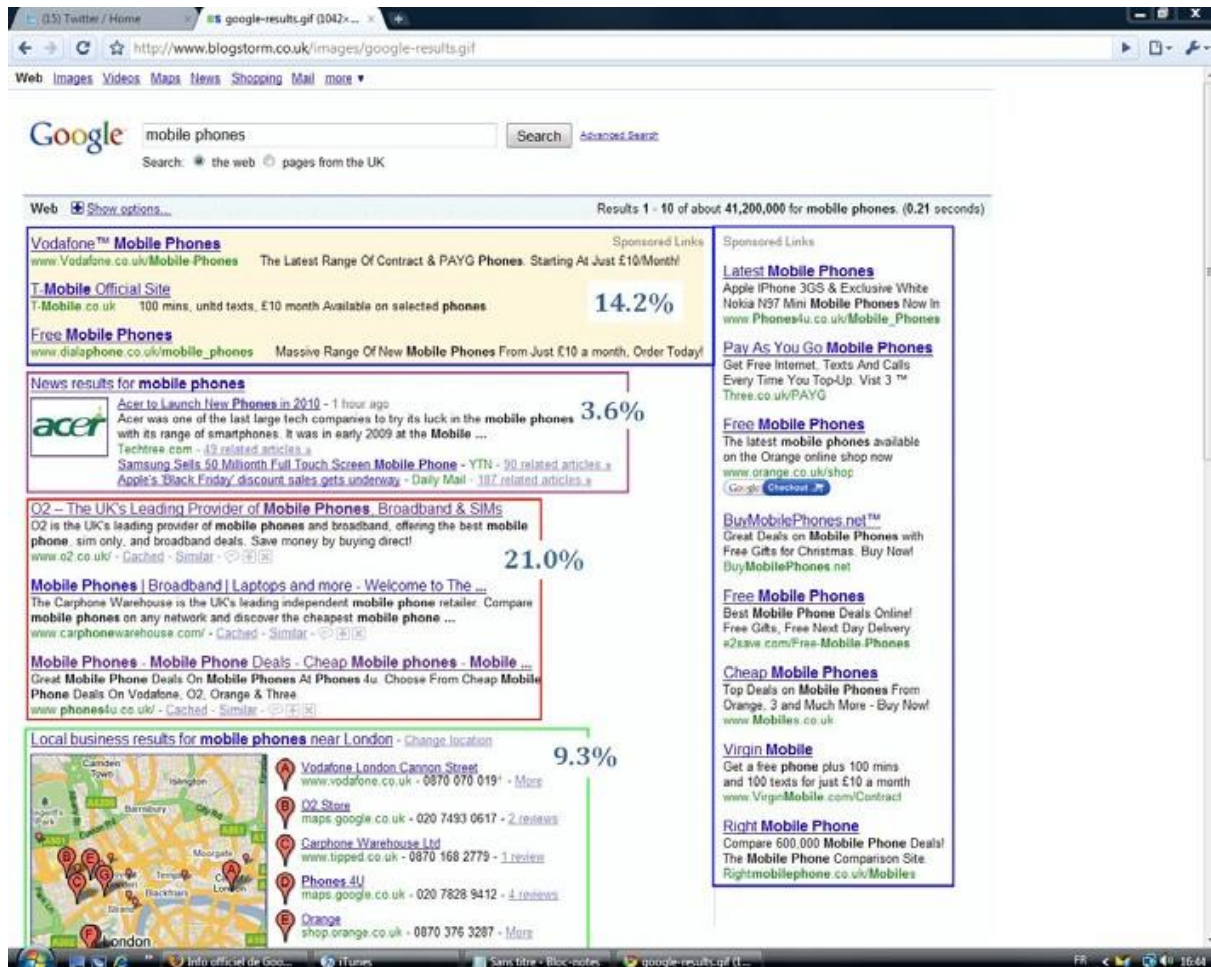 (15) Twitter / Home
google-results.gif (1042×...
http://www.blogstorm.co.uk/images/google-results.gif
Web Images Videos Maps News Shopping Mail more ▼
Google
mobile phones
Search
Advanced Search
Search: the web pages from the UK
Web Show options...
Results 1 - 10 of about 41,200,000 for mobile phones. (0.21 seconds)
Vodafone™ Mobile Phones
Sponsored Links
www.Vodafone.co.uk/Mobile-Phones The Latest Range Of Contract & PAYG Phones. Starting At Just £10/Month!
T-Mobile Official Site
T-Mobile.co.uk 100 mins, unltd texts, £10 month Available on selected phones
14.2%
Free Mobile Phones
www.dialaphone.co.uk/mobile_phones Massive Range Of New Mobile Phones From Just £10 a month, Order Today!
News results for mobile phones
acer
Acer to Launch New Phones in 2010 - 1 hour ago
Acer was one of the last large tech companies to try its luck in the mobile phones
with its range of smartphones. It was in early 2009 at the Mobile ...
Techtree.com - 49 related articles »
Samsung Sells 50 Millionth Full Touch Screen Mobile Phone - YTN - 90 related articles »
Apple's 'Black Friday' discount sales gets underway - Daily Mail - 187 related articles »
3.6%
O2 – The UK's Leading Provider of Mobile Phones, Broadband & SIMs
O2 is the UK's leading provider of mobile phones and broadband, offering the best mobile
phone, sim only, and broadband deals. Save money by buying direct!
www.o2.co.uk/ - Cached - Similar -
21.0%
Mobile Phones | Broadband | Laptops and more - Welcome to The ...
The Carphone Warehouse is the UK's leading independent mobile phone retailer. Compare
mobile phones on any network and discover the cheapest mobile phone ...
www.carphonewarehouse.com/ - Cached - Similar -
Mobile Phones - Mobile Phone Deals - Cheap Mobile phones - Mobile ...
Great Mobile Phone Deals On Mobile Phones At Phones 4u. Choose From Cheap Mobile
Phone Deals On Vodafone, O2, Orange & Three.
www.phones4u.co.uk/ - Cached - Similar -
Local business results for mobile phones near London - Change location
9.3%
Camden
Town
Islington
Barnsbury
City Rd
Moorgate
Temple
City
London
Blackfriars
Strand
London
A Vodafone London Cannon Street
www.vodafone.co.uk - 0870 070 019' - More
B O2 Store
maps.google.co.uk - 020 7493 0617 - 2 reviews
C Carphone Warehouse Ltd
www.tipped.co.uk - 0870 168 2779 - 1 review
D Phones 4U
maps.google.co.uk - 020 7828 9412 - 4 reviews
E Orange
shop.orange.co.uk - 0870 376 3287 - More
Sponsored Links
Latest Mobile Phones
Apple IPhone 3GS & Exclusive White
Nokia N97 Mini Mobile Phones Now In
www.Phones4u.co.uk/Mobile_Phones
Pay As You Go Mobile Phones
Get Free Internet, Texts And Calls
Every Time You Top-Up. Vist 3 ™
Three.co.uk/PAYG
Free Mobile Phones
The latest mobile phones available
on the Orange online shop now
www.orange.co.uk/shop
Google Checkout
BuyMobilePhones.net™
Great Deals on Mobile Phones with
Free Gifts for Christmas. Buy Now!
BuyMobilePhones.net
Free Mobile Phones
Best Mobile Phone Deals Online!
Free Gifts, Free Next Day Delivery
e2save.com/Free-Mobile-Phones
Cheap Mobile Phones
Top Deals on Mobile Phones From
Orange, 3 and Much More - Buy Now!
www.Mobiles.co.uk
Virgin Mobile
Get a free phone plus 100 mins
and 100 texts for just £10 a month
www.VirginMobile.com/Contract
Right Mobile Phone
Compare 600,000 Mobile Phone Deals!
The Mobile Phone Comparison Site.
Rightmobilephone.co.uk/Mobiles
Info officiel de Goo...
iTunes
Sans titre - Bloc-notes
google-results.gif (1...
FR
16:44